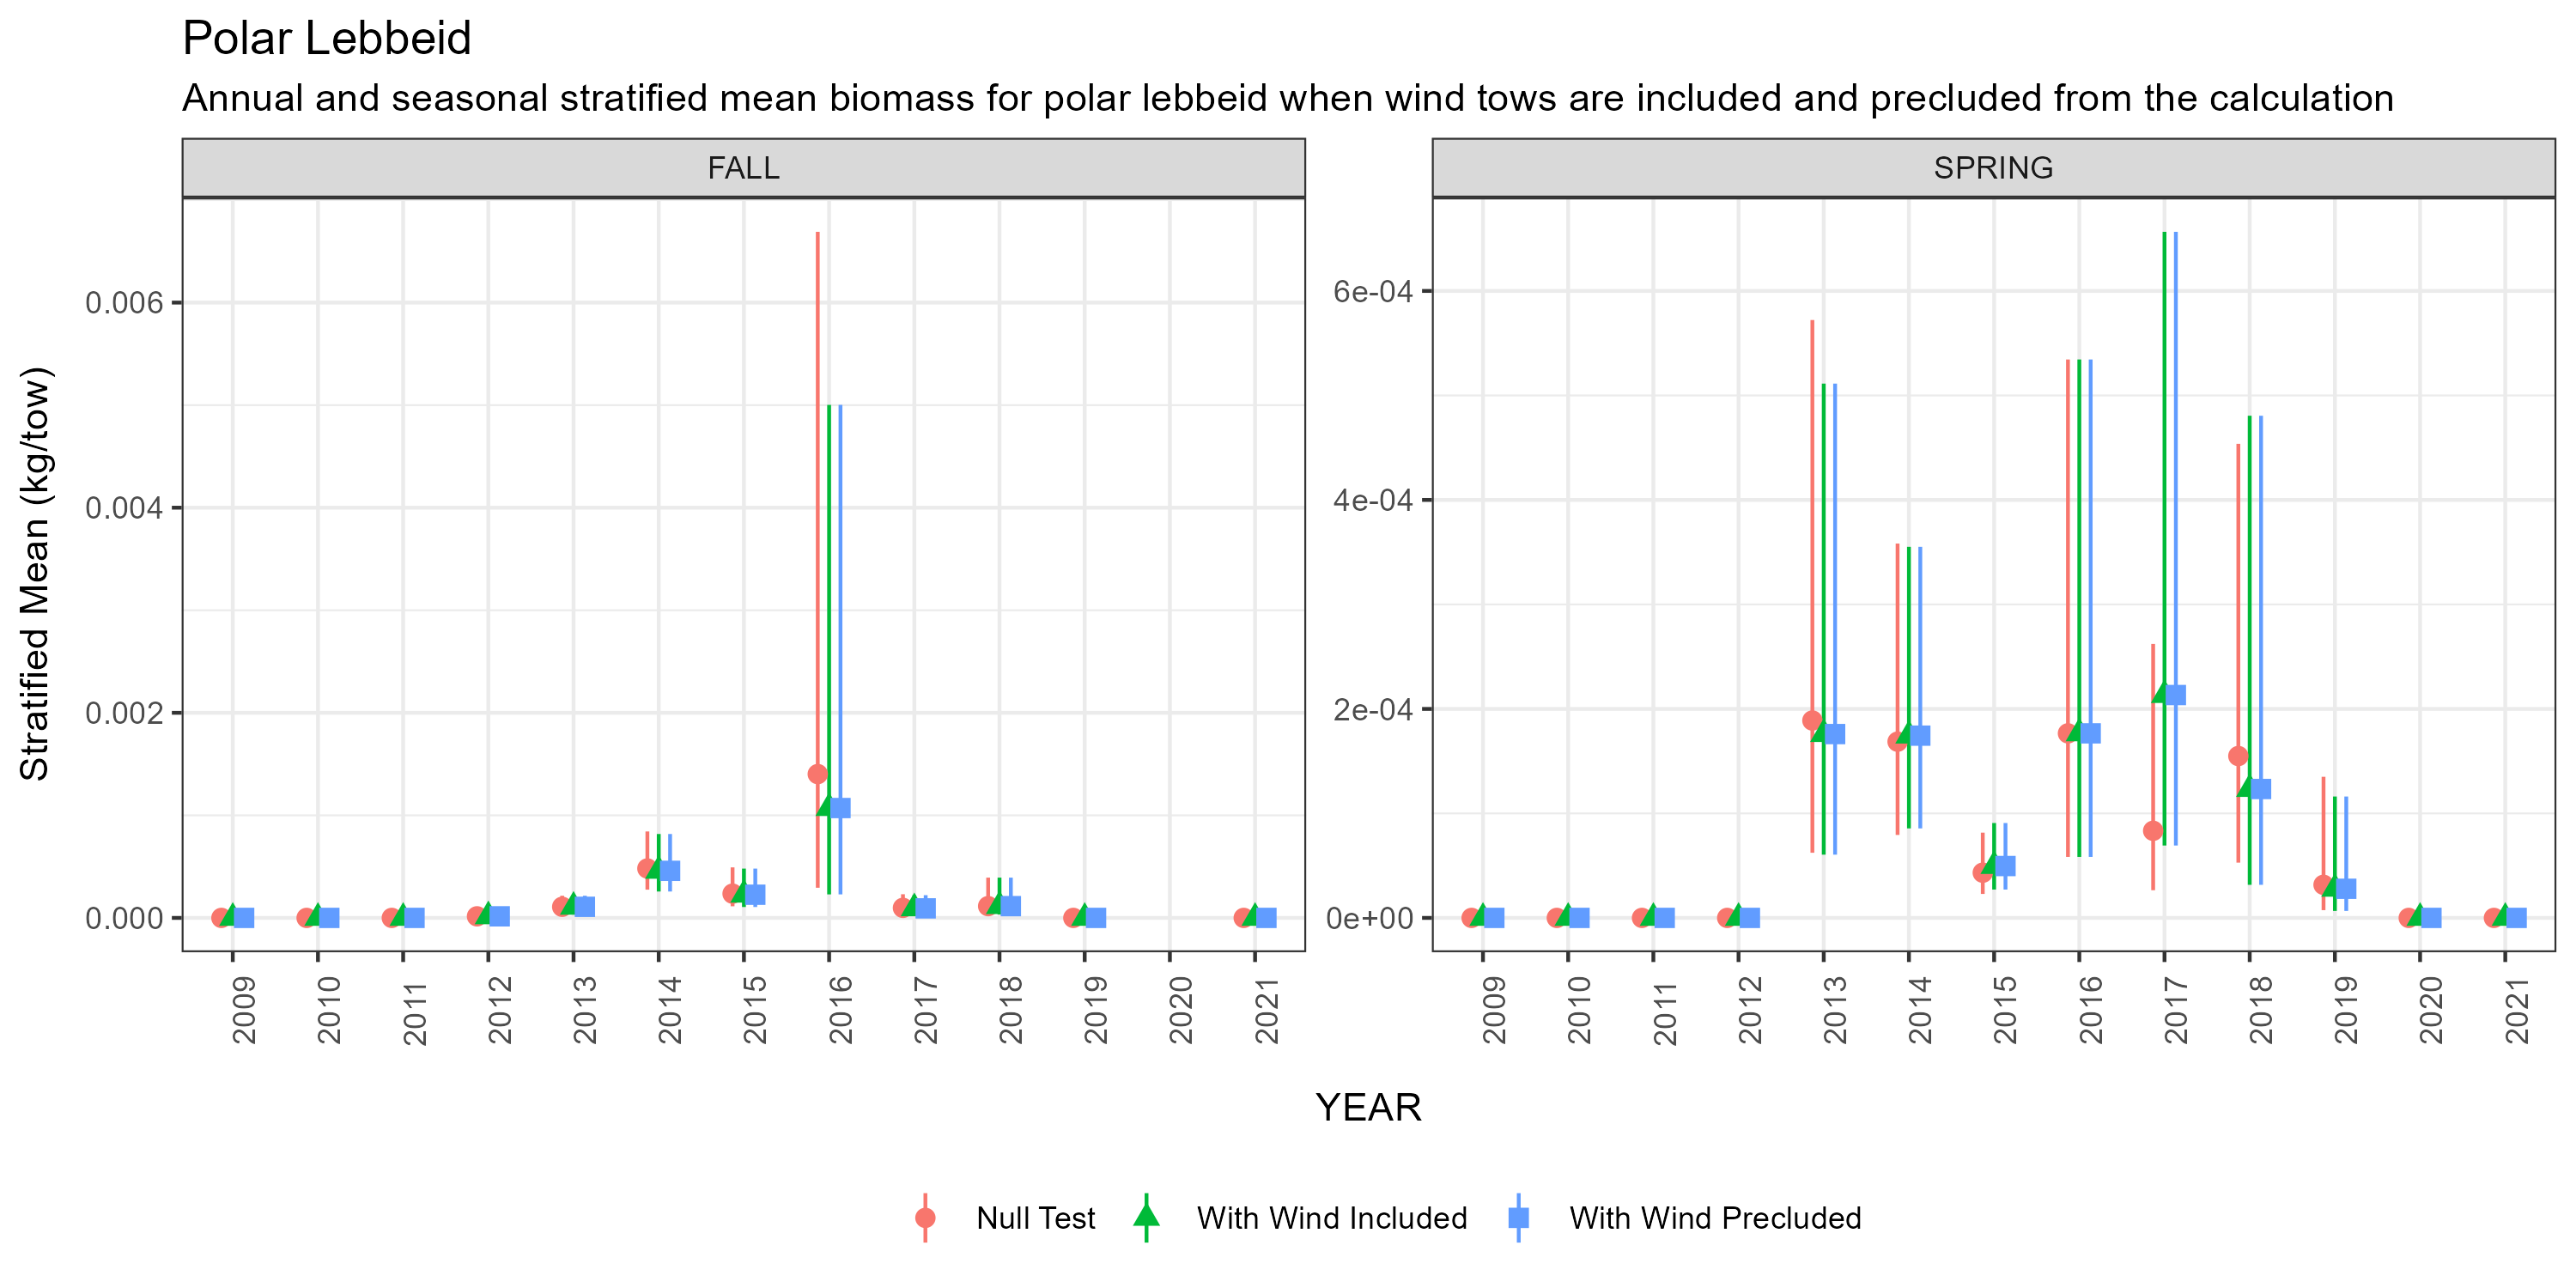 Polar Lebbeid
Annual and seasonal stratified mean biomass for polar lebbeid when wind tows are included and precluded from the calculation
FALL
SPRING
Stratified Mean (kg/tow)
0.006
0.004
0.002
0.000
6e-04
4e-04
2e-04
0e+00
2009 2010 2011 2012 2013 2014 2015 2016 2017 2018 2019 2020 2021
2009 2010 2011 2012 2013 2014 2015 2016 2017 2018 2019 2020 2021
YEAR
Null Test With Wind Included With Wind Precluded